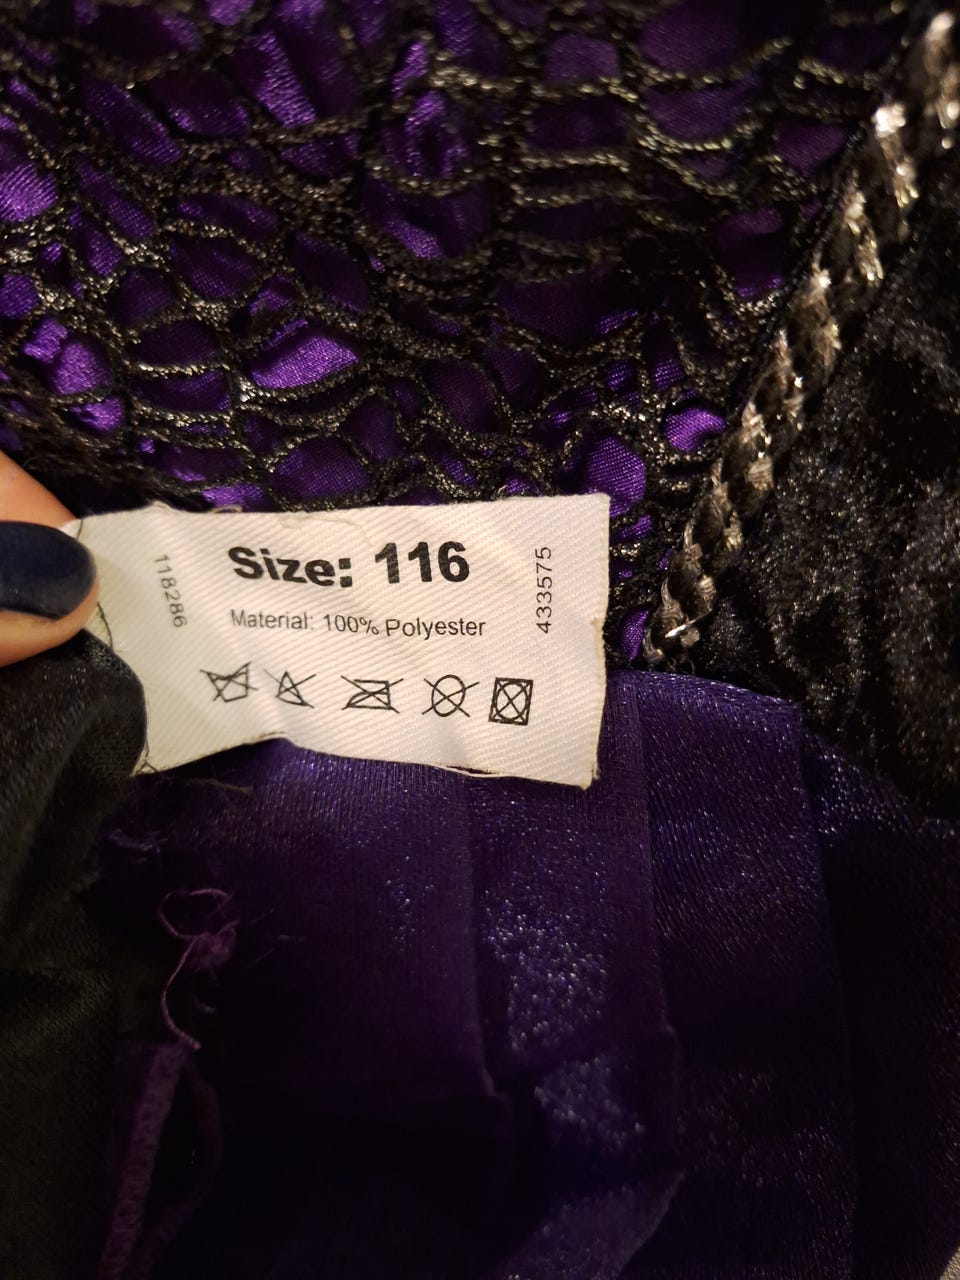 Size: 116
Material: 100% Polyester
118286
433575